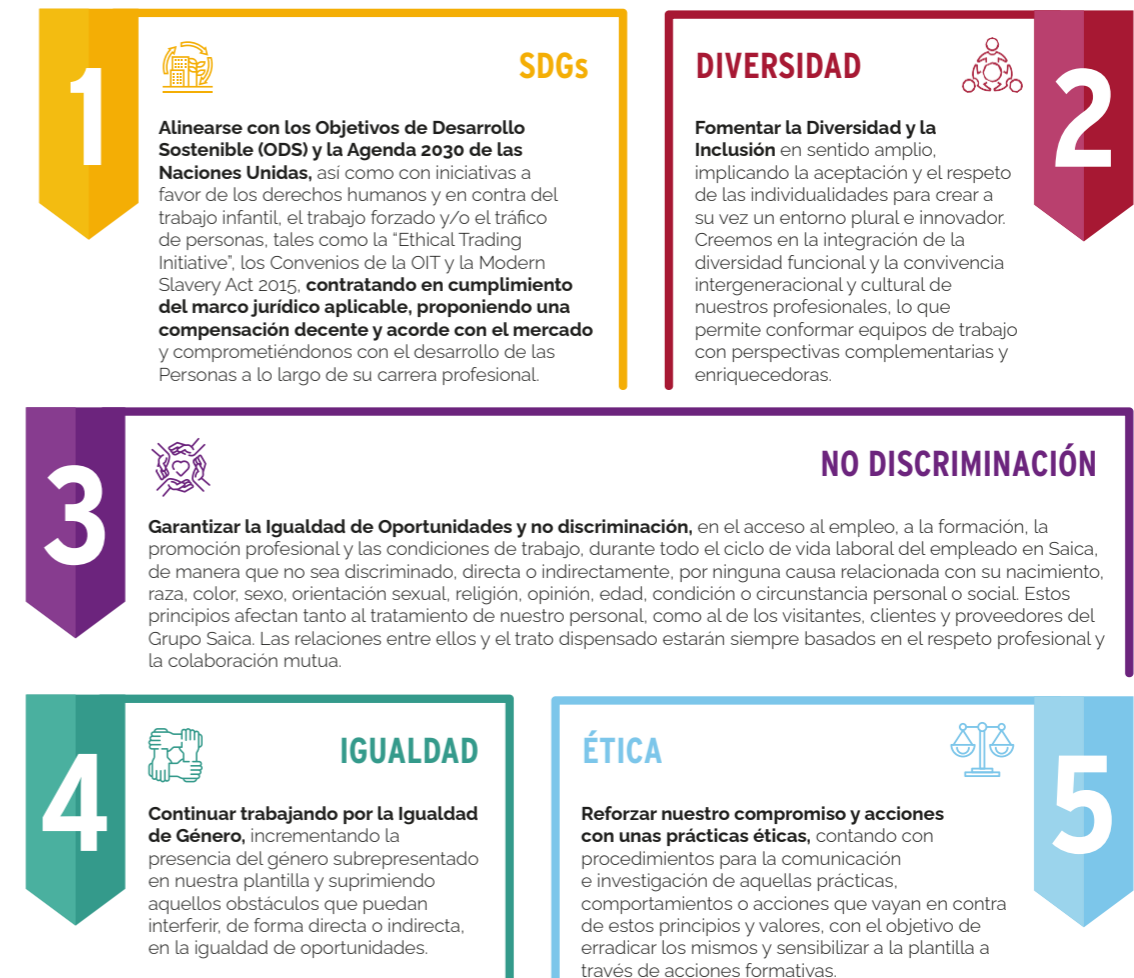 1
SDGs
Alinearse con los Objetivos de Desarrollo
Sostenible (ODS) y la Agenda 2030 de las
Naciones Unidas, así como con iniciativas a
favor de los derechos humanos y en contra del
trabajo infantil, el trabajo forzado y/o el tráfico
de personas, tales como la “Ethical Trading
Initiative”, los Convenios de la OIT y la Modern
Slavery Act 2015, contratando en cumplimiento
del marco jurídico aplicable, proponiendo una
compensación decente y acorde con el mercado
y comprometiéndonos con el desarrollo de las
Personas a lo largo de su carrera profesional.
DIVERSIDAD
2
Fomentar la Diversidad y la
Inclusión en sentido amplio,
implicando la aceptación y el respeto
de las individualidades para crear a
su vez un entorno plural e innovador.
Creemos en la integración de la
diversidad funcional y la convivencia
intergeneracional y cultural de
nuestros profesionales, lo que
permite conformar equipos de trabajo
con perspectivas complementarias y
enriquecedoras.
3
NO DISCRIMINACIÓN
Garantizar la Igualdad de Oportunidades y no discriminación, en el acceso al empleo, a la formación, la
promoción profesional y las condiciones de trabajo, durante todo el ciclo de vida laboral del empleado en Saica,
de manera que no sea discriminado, directa o indirectamente, por ninguna causa relacionada con su nacimiento,
raza, color, sexo, orientación sexual, religión, opinión, edad, condición o circunstancia personal o social. Estos
principios afectan tanto al tratamiento de nuestro personal, como al de los visitantes, clientes y proveedores del
Grupo Saica. Las relaciones entre ellos y el trato dispensado estarán siempre basados en el respeto profesional y
la colaboración mutua.
4
IGUALDAD
Continuar trabajando por la Igualdad
de Género, incrementando la
presencia del género subrepresentado
en nuestra plantilla y suprimiendo
aquellos obstáculos que puedan
interferir, de forma directa o indirecta,
en la igualdad de oportunidades.
ÉTICA
5
Reforzar nuestro compromiso y acciones
con unas prácticas éticas, contando con
procedimientos para la comunicación
e investigación de aquellas prácticas,
comportamientos o acciones que vayan en contra
de estos principios y valores, con el objetivo de
erradicar los mismos y sensibilizar a la plantilla a
través de acciones formativas.